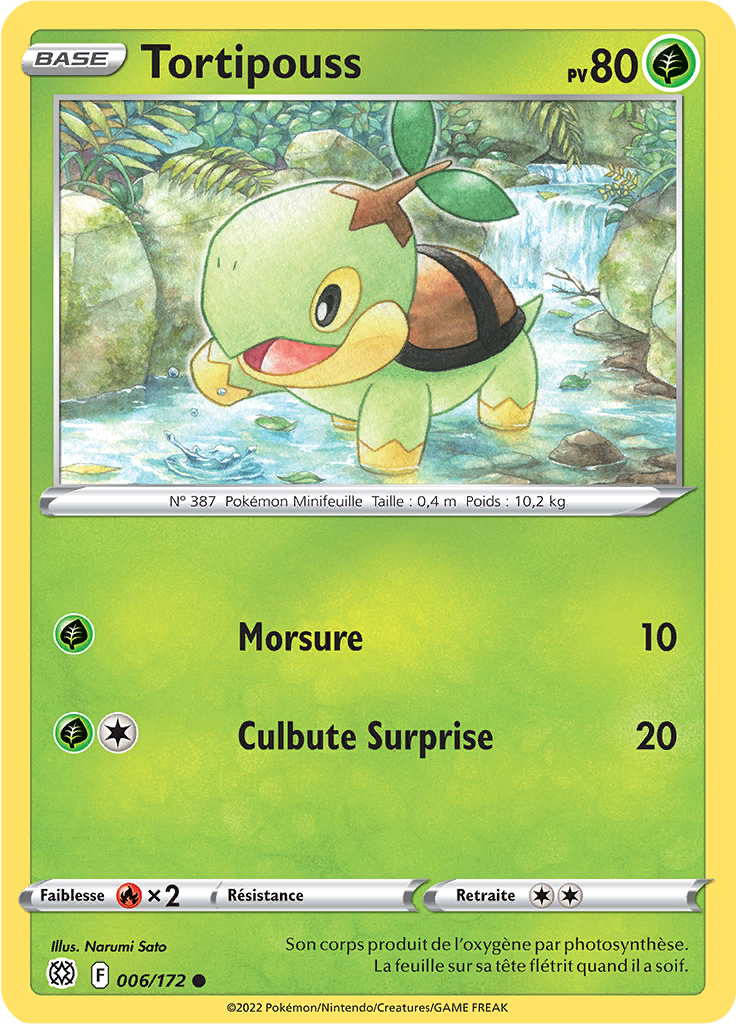 BASE Tortipouss PV 80
N° 387 Pokémon Minifeuille Taille : 0,4 m Poids : 10,2 kg
Morsure 10
Culbute Surprise 20
Faiblesse ×2 Résistance Retraite
Illus. Narumi Sato
Son corps produit de l'oxygène par photosynthèse.
La feuille sur sa tête flétrit quand il a soif.
F 006/172
©2022 Pokémon/Nintendo/Creatures/GAME FREAK